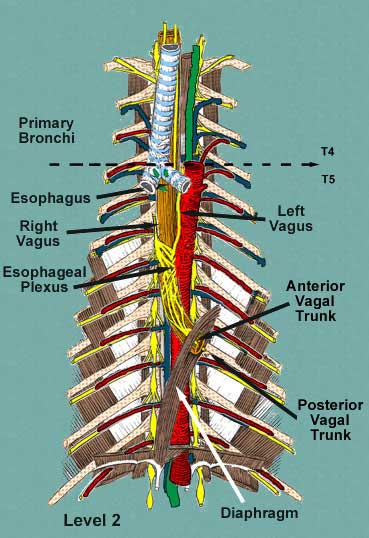 Primary
Bronchi
T4
T5
Esophagus
Left
Vagus
Right
Vagus
Esophageal
Plexus
Anterior
Vagal
Trunk
Posterior
Vagal
Trunk
Diaphragm
Level 2